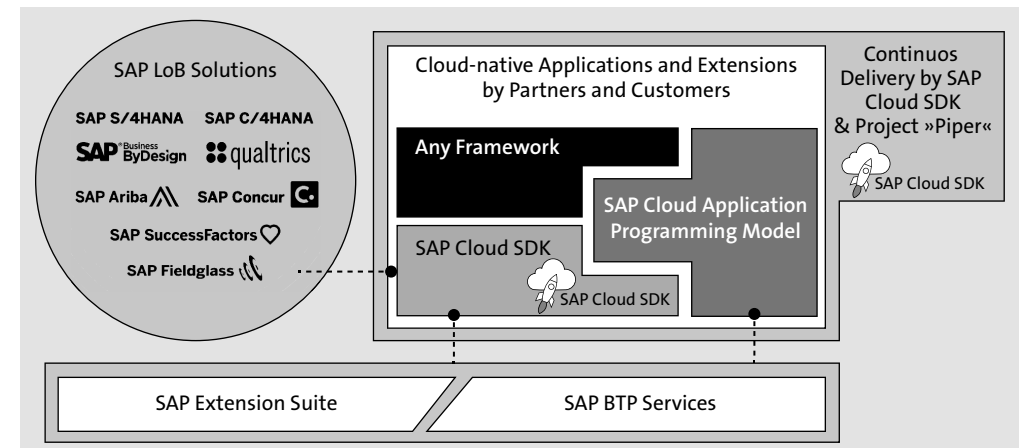 SAP LoB Solutions
SAP S/4HANA SAP C/4HANA
SAP Business ByDesign qualtrics
SAP Ariba SAP Concur C.
SAP SuccessFactors
SAP Fieldglass
Cloud-native Applications and Extensions
by Partners and Customers
Any Framework
SAP Cloud Application
Programming Model
SAP Cloud SDK
SAP Cloud SDK
Continuos
Delivery by SAP
Cloud SDK
& Project »Piper«
SAP Cloud SDK
SAP Extension Suite
SAP BTP Services